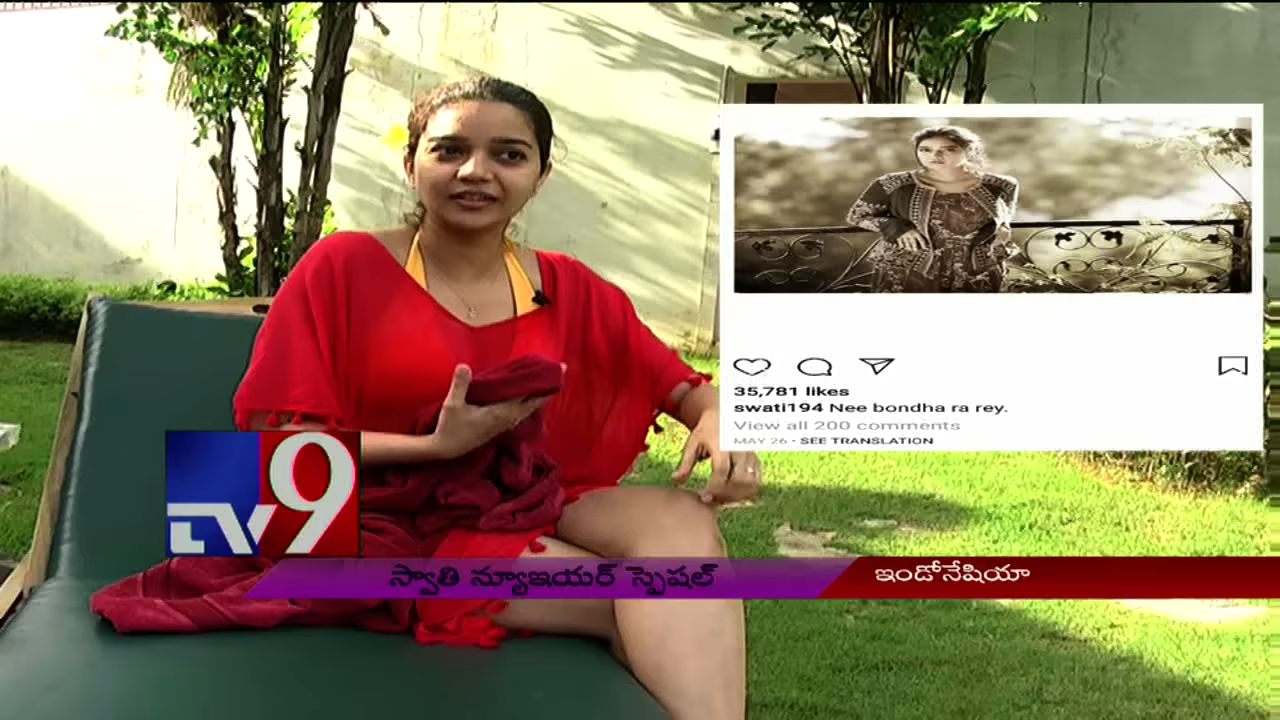 35,781 likes
swati194 Nee bondha ra rey.
View all 200 comments
MAY 26 • SEE TRANSLATION
TV9
స్వాతి న్యూఇయర్ స్పెషల్
ఇండోనేషియా